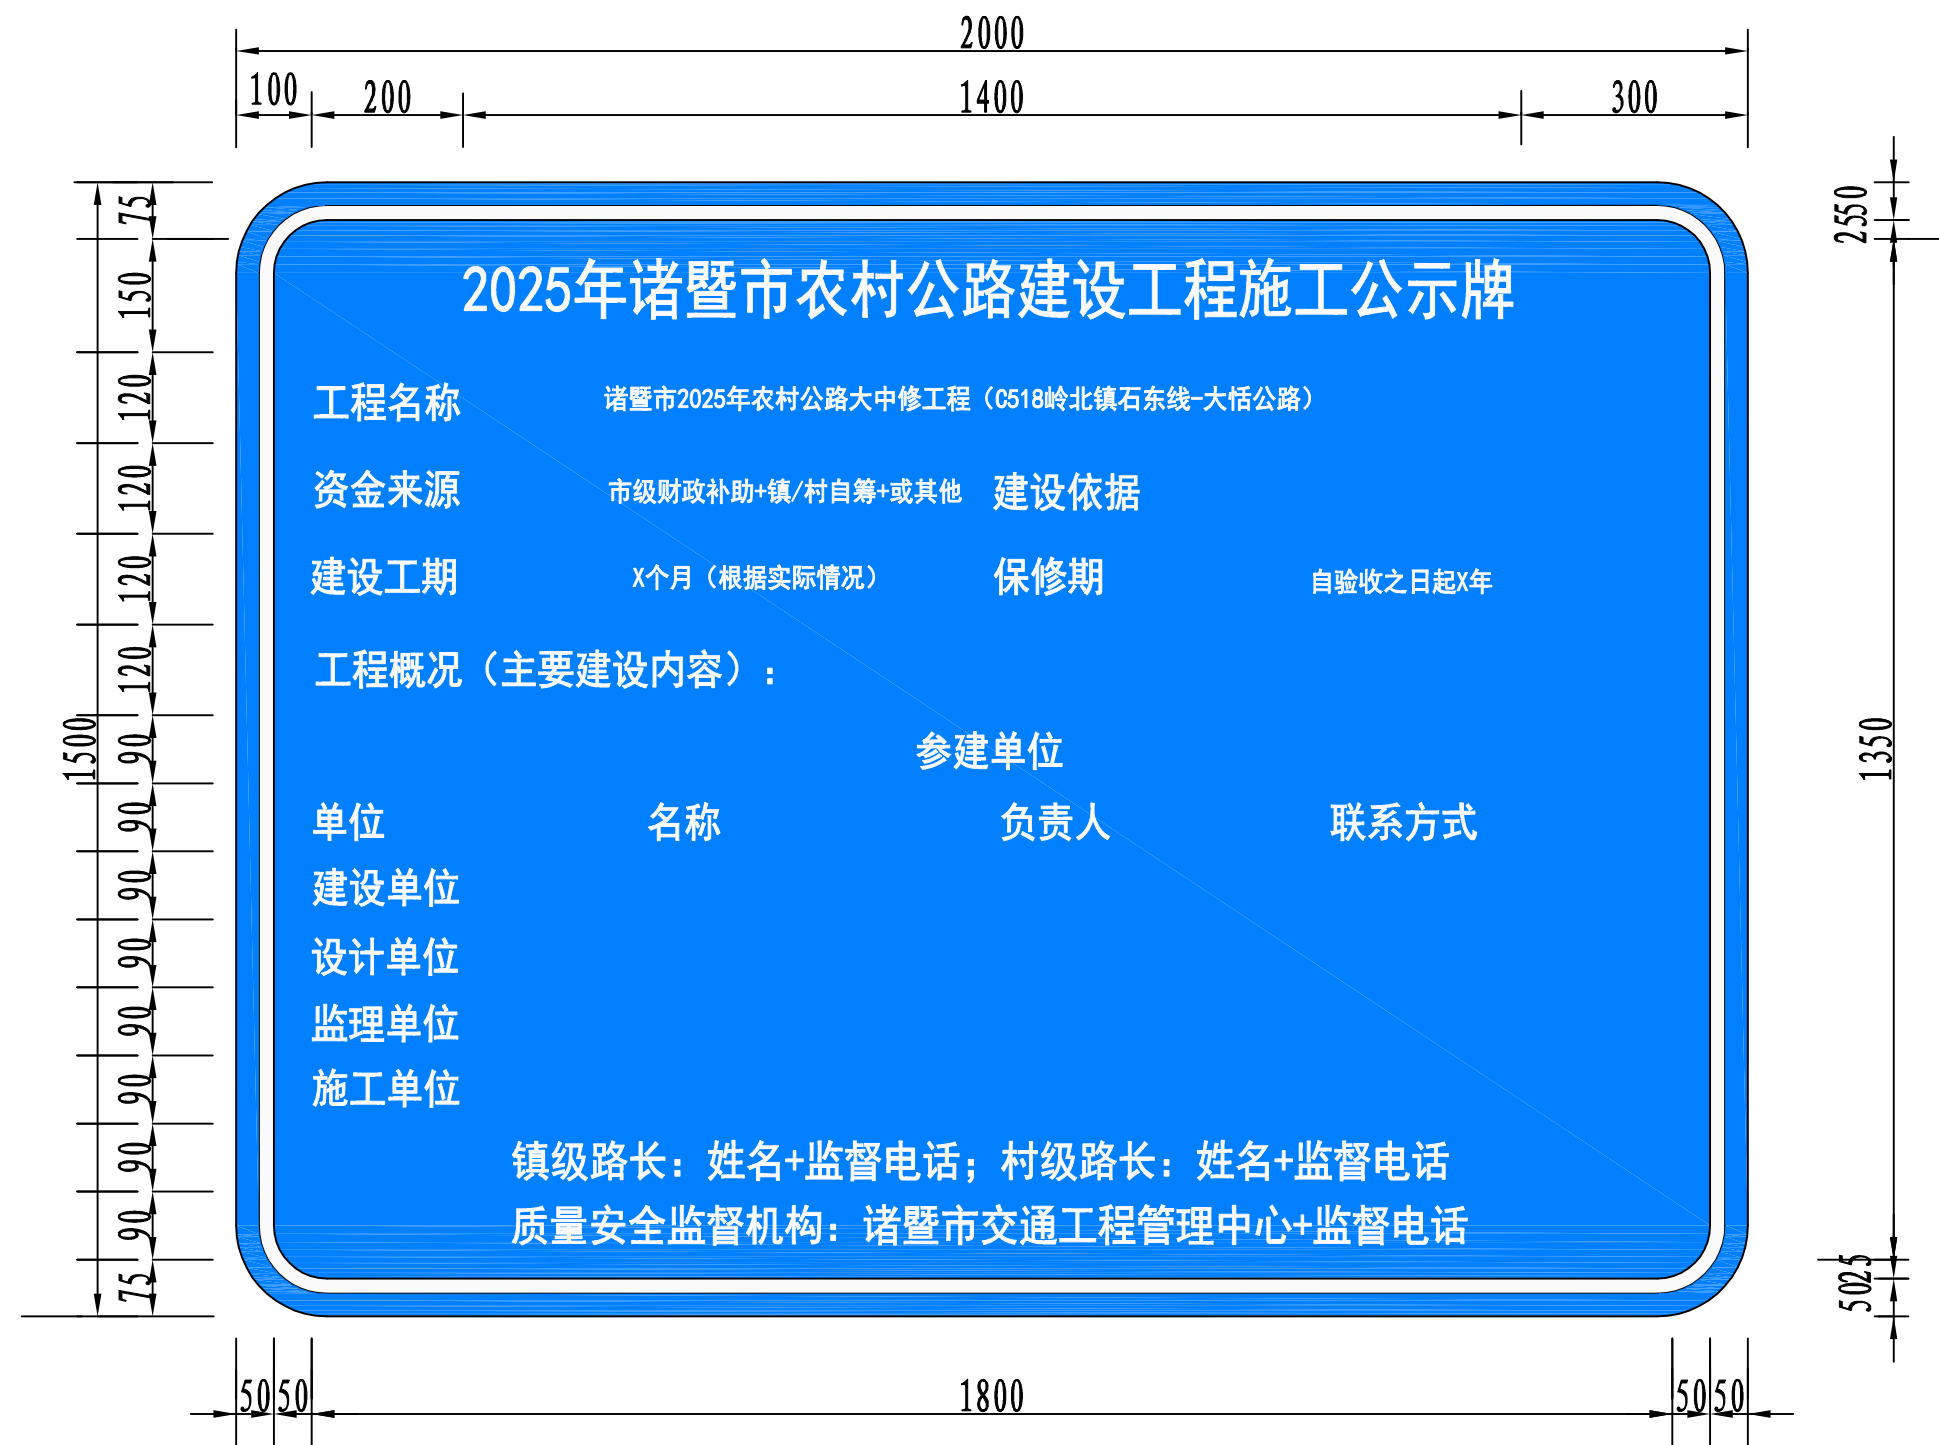 2000
100 200 1400 300
2025年诸暨市农村公路建设工程施工公示牌
工程名称 诸暨市2025年农村公路大中修工程（C518岭北镇石东线-大恬公路）
资金来源 市级财政补助+镇/村自筹+或其他 建设依据
建设工期 X个月（根据实际情况） 保修期 自验收之日起X年
工程概况（主要建设内容）：
参建单位
单位 名称 负责人 联系方式
建设单位
设计单位
监理单位
施工单位
镇级路长：姓名+监督电话；村级路长：姓名+监督电话
质量安全监督机构：诸暨市交通工程管理中心+监督电话
1500
75
150
120
120
120
120
90
90
90
90
90
90
90
90
75
50
25
1350
25
50
50 50 1800 50 50